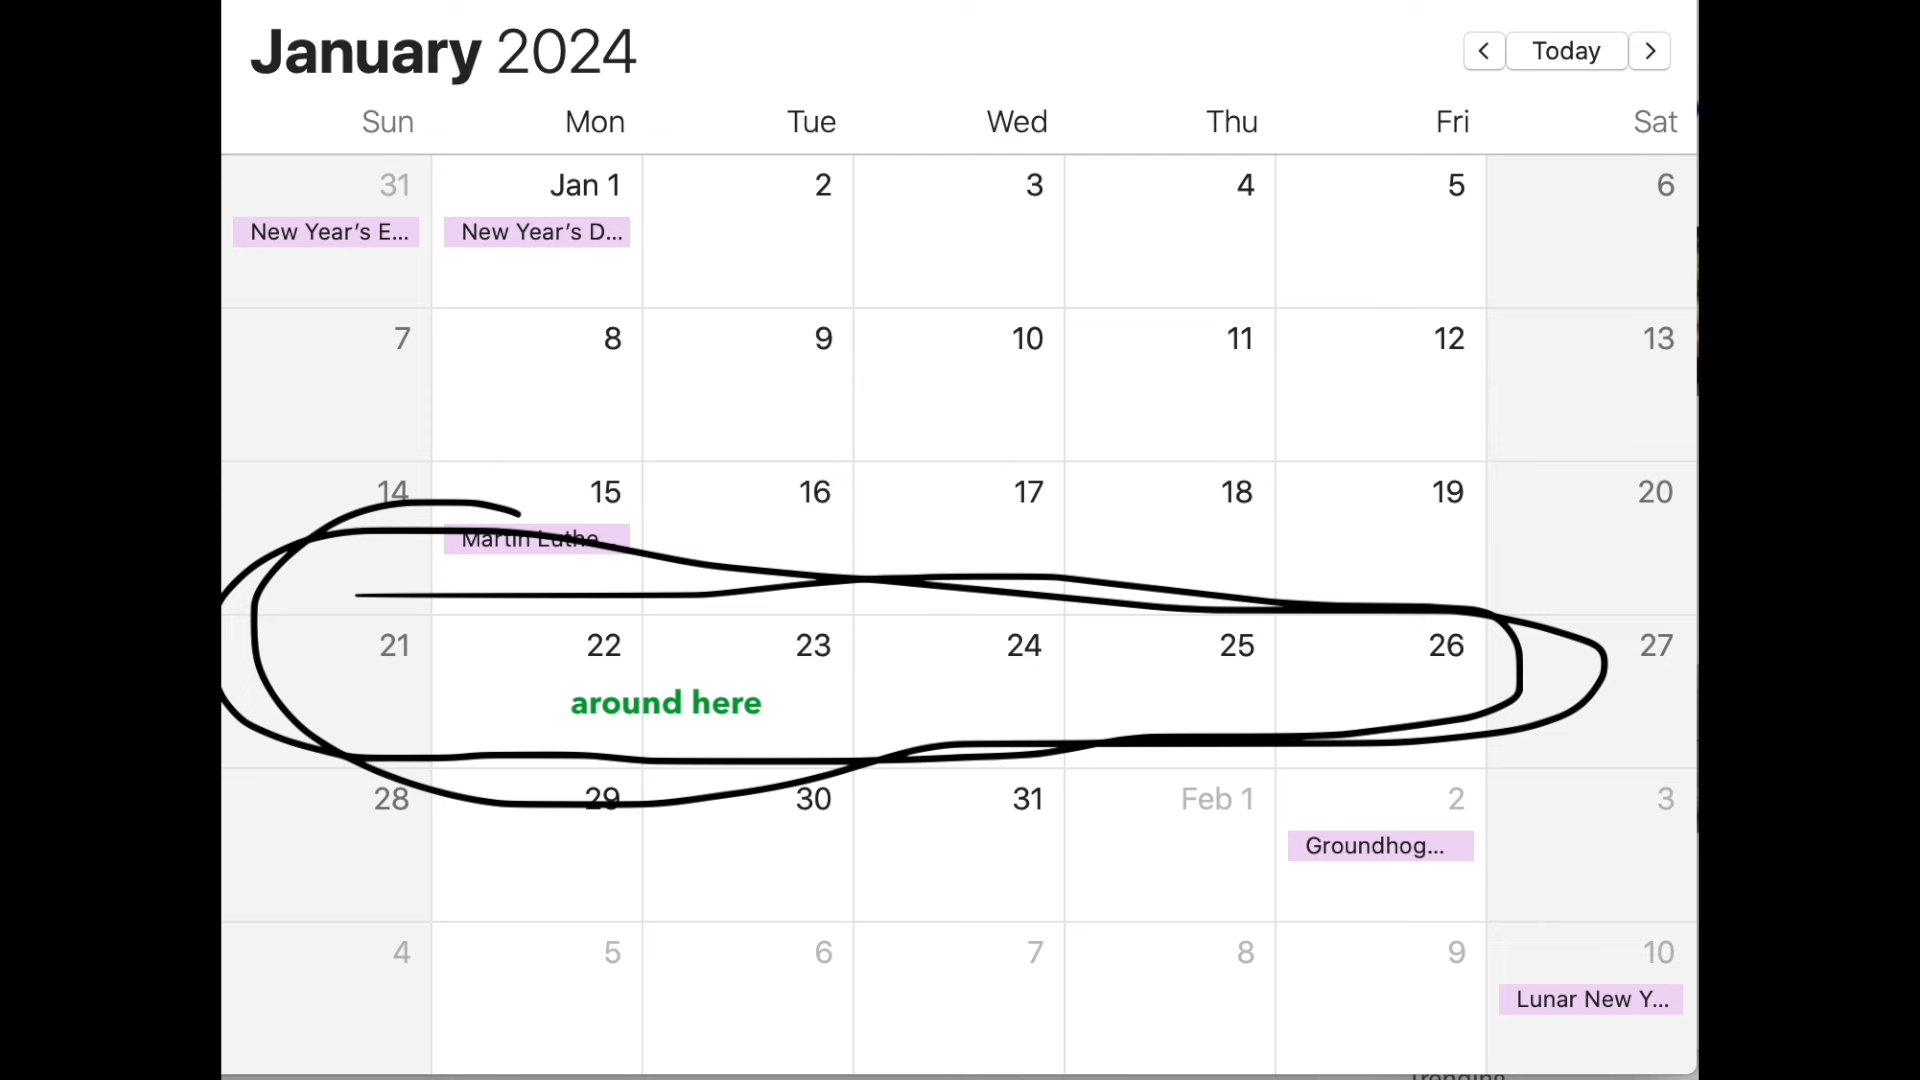 January 2024
Today
Sun Mon Tue Wed Thu Fri Sat
31 Jan 1 2 3 4 5 6
New Year’s E... New Year’s D...
7 8 9 10 11 12 13
14 15 16 17 18 19 20
Martin Luthe...
21 22 23 24 25 26 27
around here
28 29 30 31 Feb 1 2 3
Groundhog...
4 5 6 7 8 9 10
Lunar New Y...
Trending